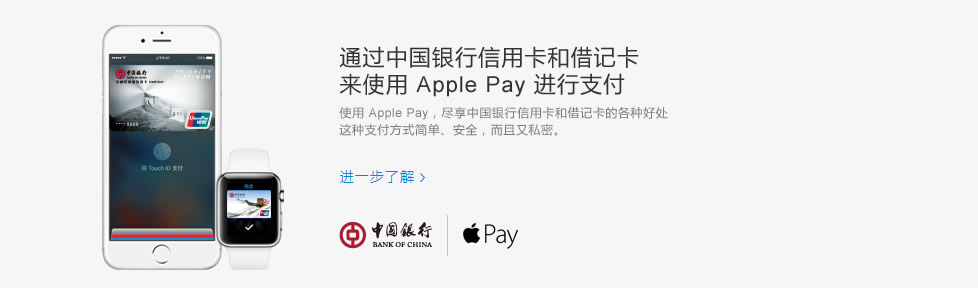 通过中国银行信用卡和借记卡
来使用 Apple Pay 进行支付
使用 Apple Pay，尽享中国银行信用卡和借记卡的各种好处
这种支付方式简单、安全，而且又私密。
进一步了解 >
中国银行
BANK OF CHINA
Pay
中国银行
BANK OF CHINA
PRIORITY
PLATINUM
UnionPay
银联
用 Touch ID 支付